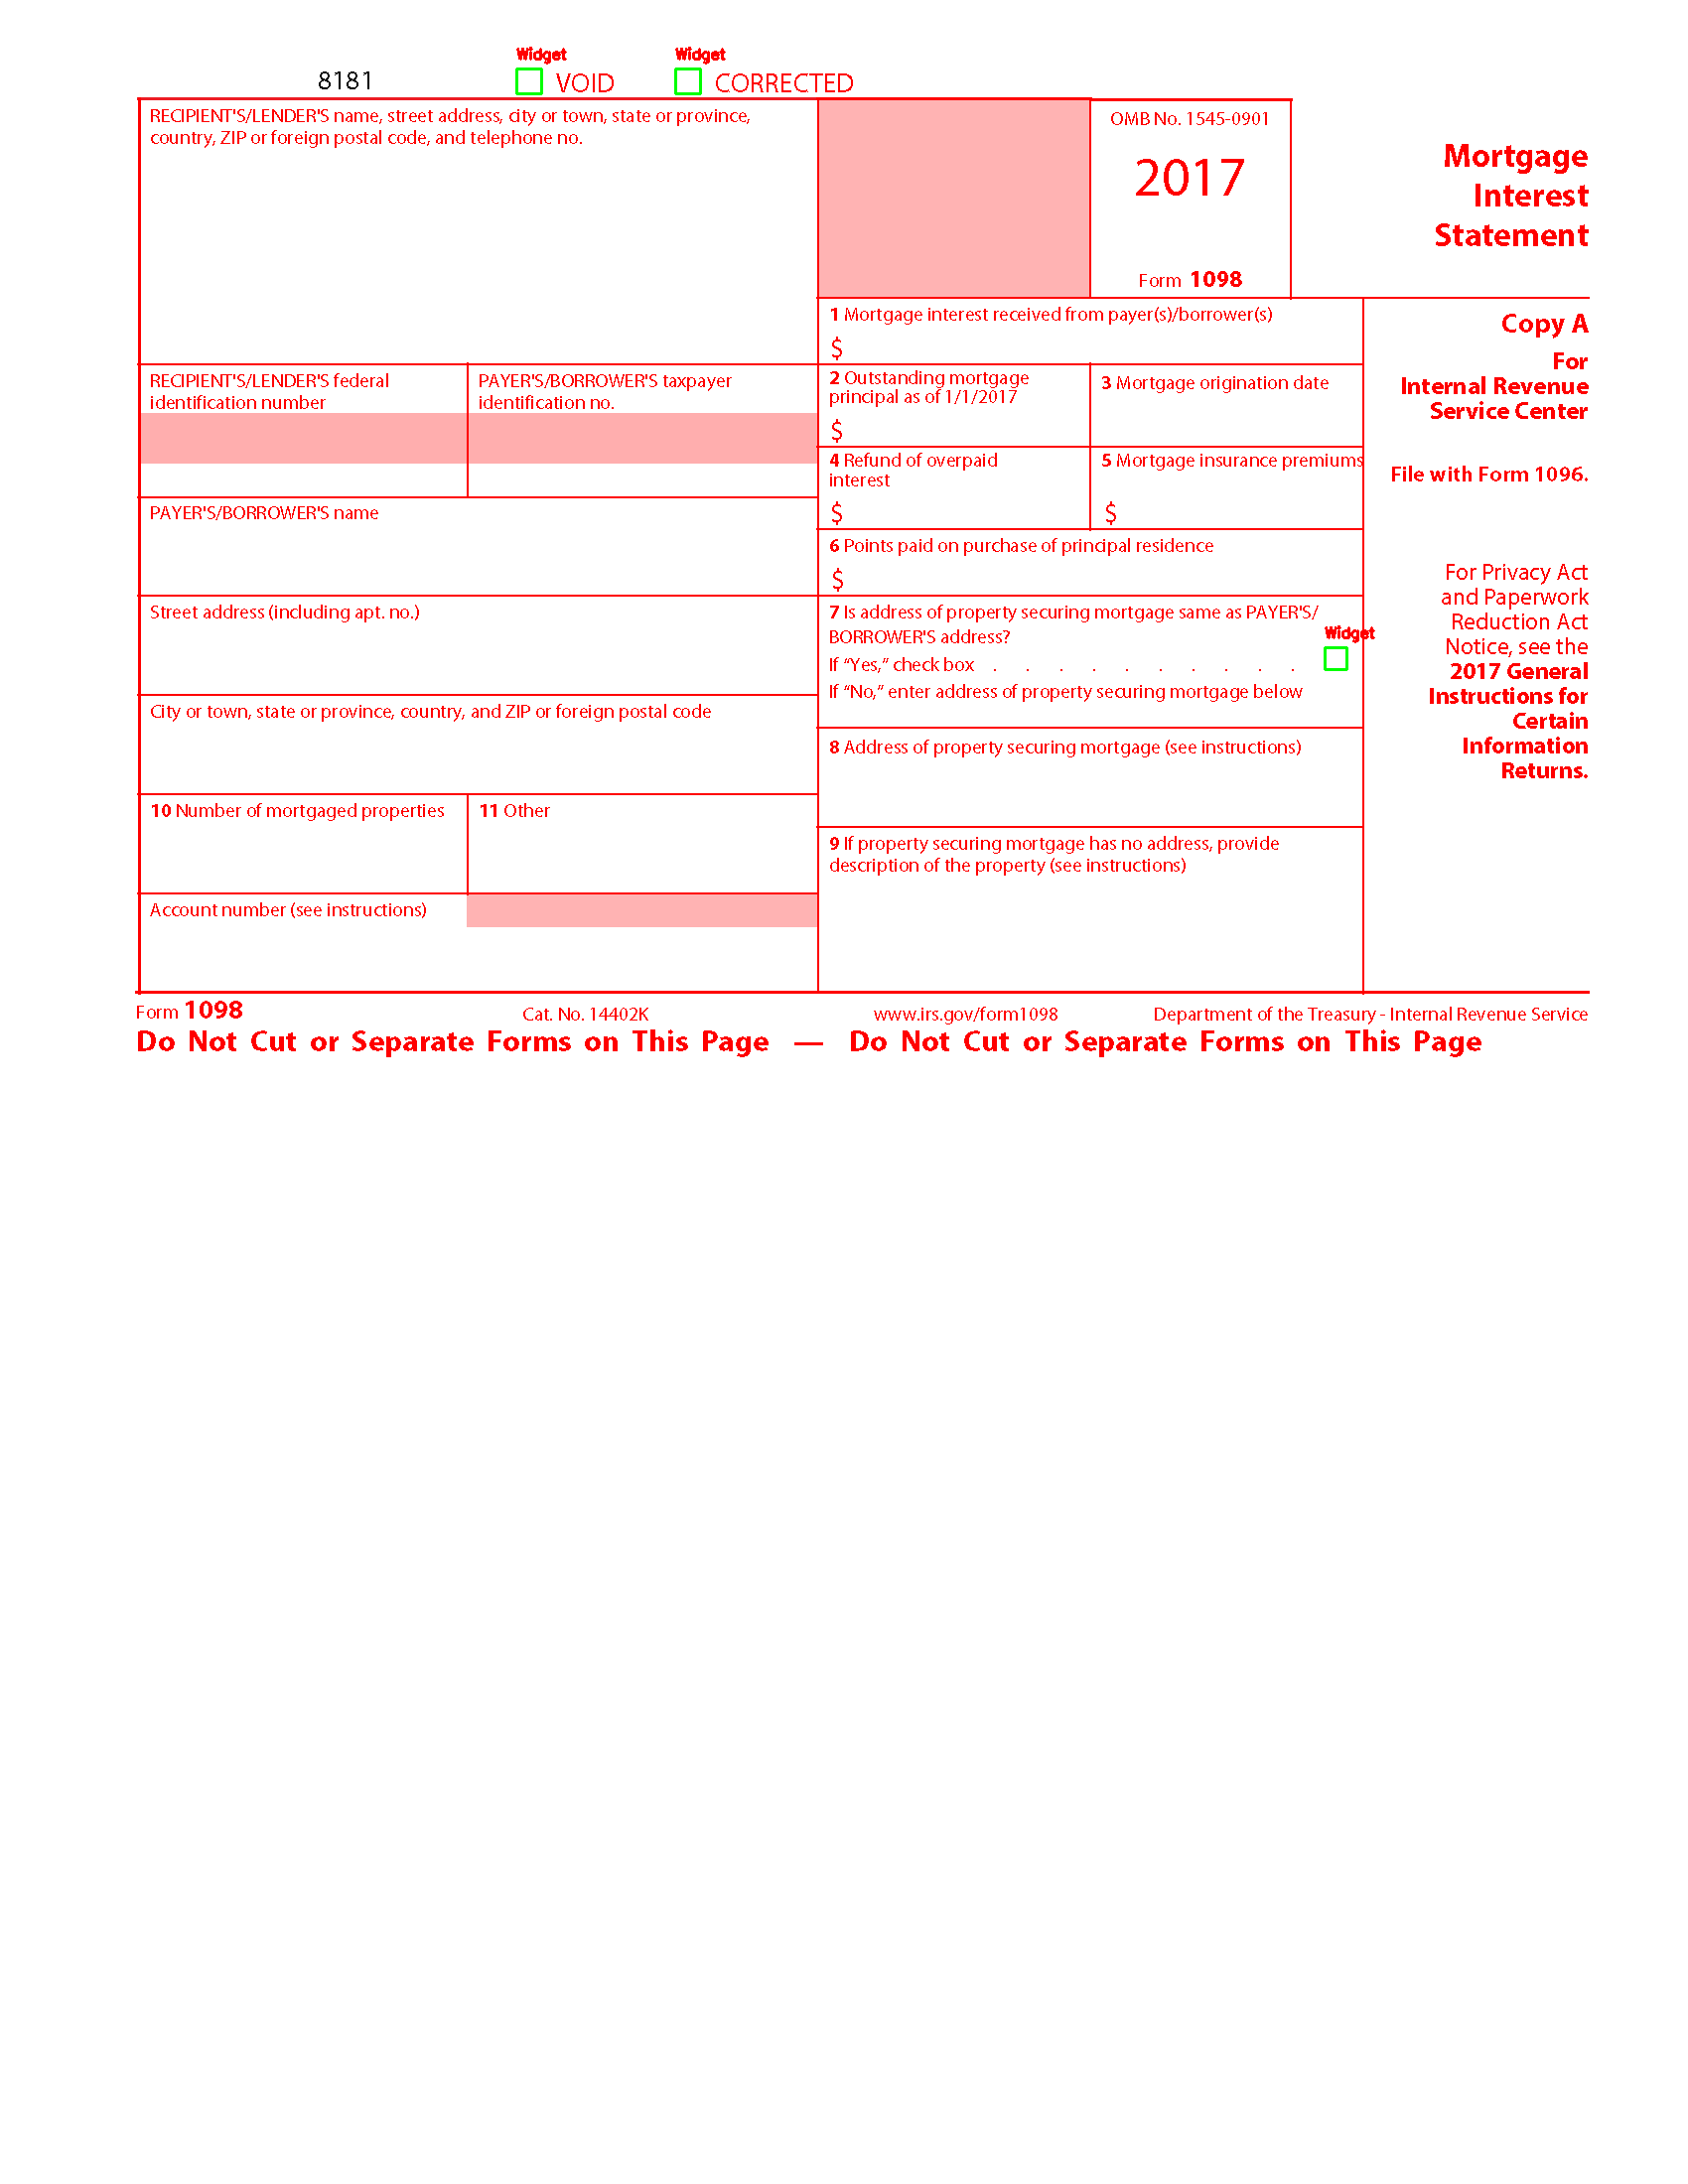 Widget
Widget
8181
VOID
CORRECTED
RECIPIENT'S/LENDER'S name, street address, city or town, state or province,
country, ZIP or foreign postal code, and telephone no.
OMB No. 1545-0901
2017
Form 1098
Mortgage
Interest
Statement
1 Mortgage interest received from payer(s)/borrower(s)
$
Copy A
For
Internal Revenue
Service Center
File with Form 1096.
For Privacy Act
and Paperwork
Reduction Act
Notice, see the
2017 General
Instructions for
Certain
Information
Returns.
RECIPIENT'S/LENDER'S federal
identification number
PAYER'S/BORROWER'S taxpayer
identification no.
2 Outstanding mortgage
principal as of 1/1/2017
$
3 Mortgage origination date
4 Refund of overpaid
interest
$
5 Mortgage insurance premiums
$
PAYER'S/BORROWER'S name
6 Points paid on purchase of principal residence
$
Street address (including apt. no.)
7 Is address of property securing mortgage same as PAYER'S/
BORROWER'S address?
Widget
If “Yes,” check box . . . . . . . . . .
If “No,” enter address of property securing mortgage below
City or town, state or province, country, and ZIP or foreign postal code
8 Address of property securing mortgage (see instructions)
10 Number of mortgaged properties
11 Other
9 If property securing mortgage has no address, provide
description of the property (see instructions)
Account number (see instructions)
Form 1098
Cat. No. 14402K
www.irs.gov/form1098
Department of the Treasury - Internal Revenue Service
Do Not Cut or Separate Forms on This Page — Do Not Cut or Separate Forms on This Page